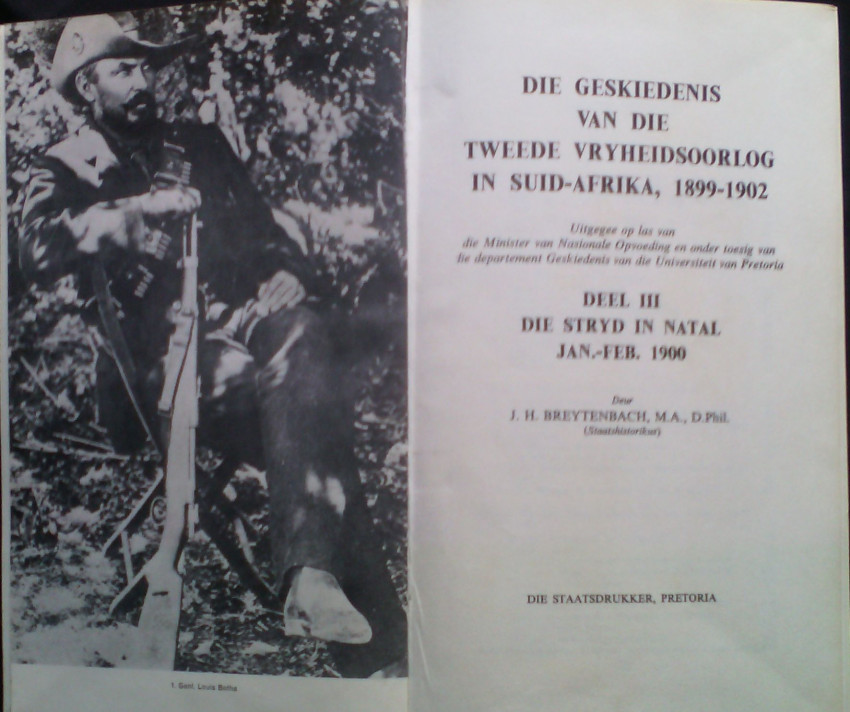 1. Genl. Louis Botha
DIE GESKIEDENIS
VAN DIE
TWEEDE VRYHEIDSOORLOG
IN SUID-AFRIKA, 1899-1902
Uitgegee op las van
die Minister van Nasionale Opvoeding en onder toesig van
die departement Geskiedenis van die Universiteit van Pretoria
DEEL III
DIE STRYD IN NATAL
JAN.-FEB. 1900
Deur
J. H. BREYTENBACH, M.A., D.Phil.
(Staatshistorikus)
DIE STAATSDRUKKER, PRETORIA